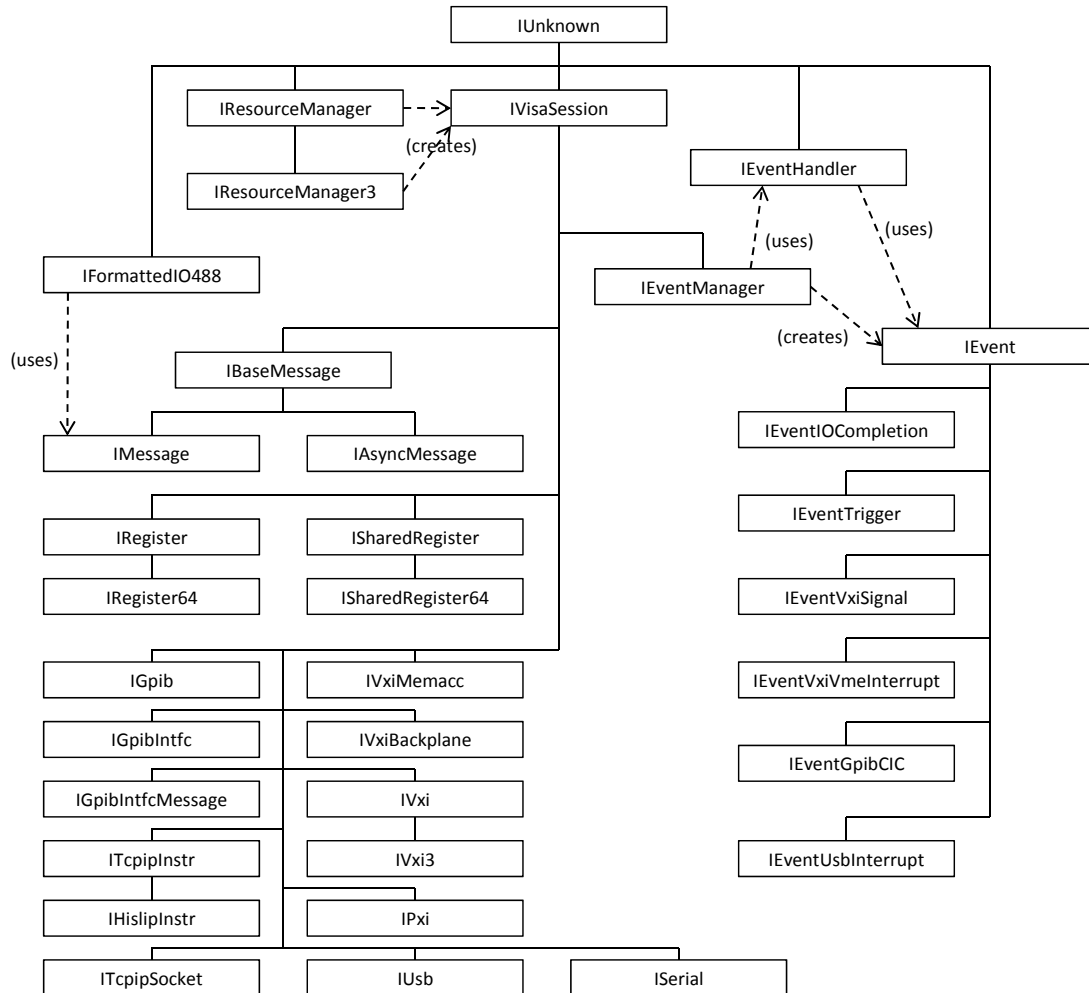 IUnknown
IResourceManager
IVisaSession
(creates)
IResourceManager3
IEventHandler
(uses)
(uses)
IFormattedIO488
IEventManager
(creates)
IEvent
(uses)
IBaseMessage
IMessage
IAsyncMessage
IEventIOCompletion
IRegister
ISharedRegister
IEventTrigger
IRegister64
ISharedRegister64
IEventVxiSignal
IGpib
IVxiMemacc
IEventVxiVmeInterrupt
IGpibIntfc
IVxiBackplane
IEventGpibCIC
IGpibIntfcMessage
IVxi
ITcpipInstr
IVxi3
IEventUsbInterrupt
IHislipInstr
IPxi
ITcpipSocket
IUsb
ISerial